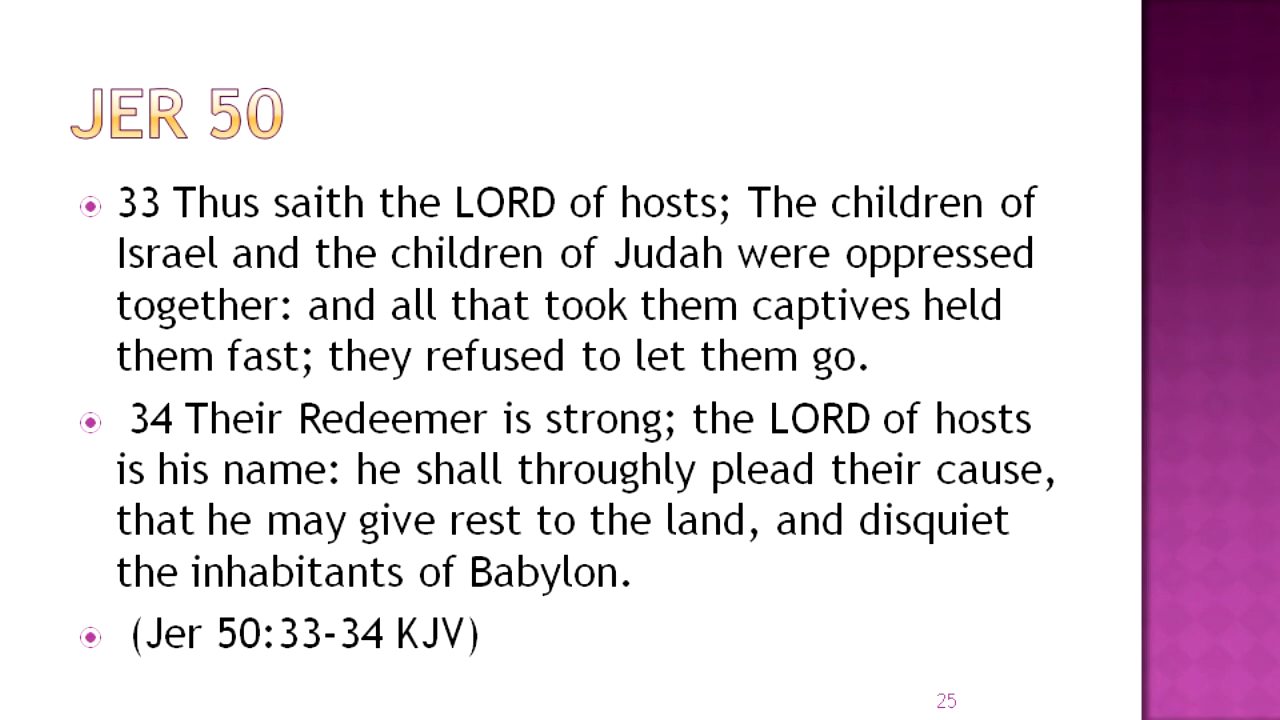 JER 50
33 Thus saith the LORD of hosts; The children of
Israel and the children of Judah were oppressed
together: and all that took them captives held
them fast; they refused to let them go.
34 Their Redeemer is strong; the LORD of hosts
is his name: he shall throughly plead their cause,
that he may give rest to the land, and disquiet
the inhabitants of Babylon.
(Jer 50:33-34 KJV)
25